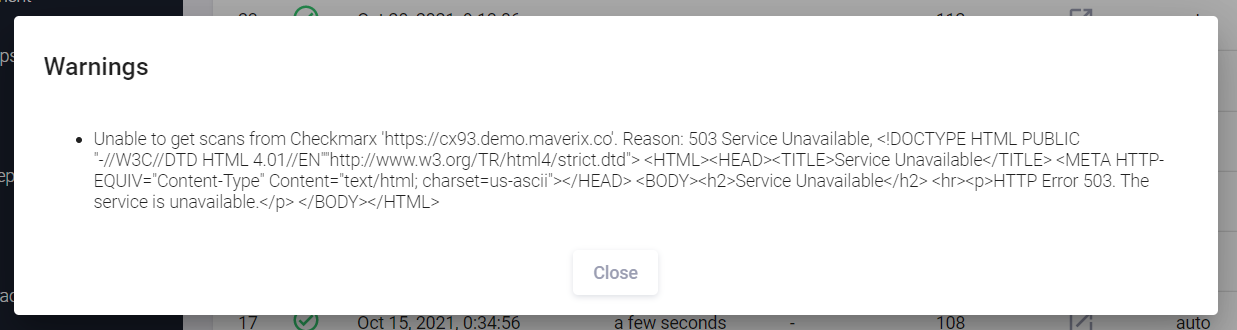 Warnings
Unable to get scans from Checkmarx 'https://cx93.demo.maverix.co'. Reason: 503 Service Unavailable, <!DOCTYPE HTML PUBLIC
"-//W3C//DTD HTML 4.01//EN""http://www.w3.org/TR/html4/strict.dtd"> <HTML><HEAD><TITLE>Service Unavailable</TITLE> <META HTTP-
EQUIV="Content-Type" Content="text/html; charset=us-ascii"></HEAD> <BODY><h2>Service Unavailable</h2> <hr><p>HTTP Error 503. The
service is unavailable.</p> </BODY></HTML>
Close
17 Oct 15, 2021, 0:34:56 a few seconds - 108 auto